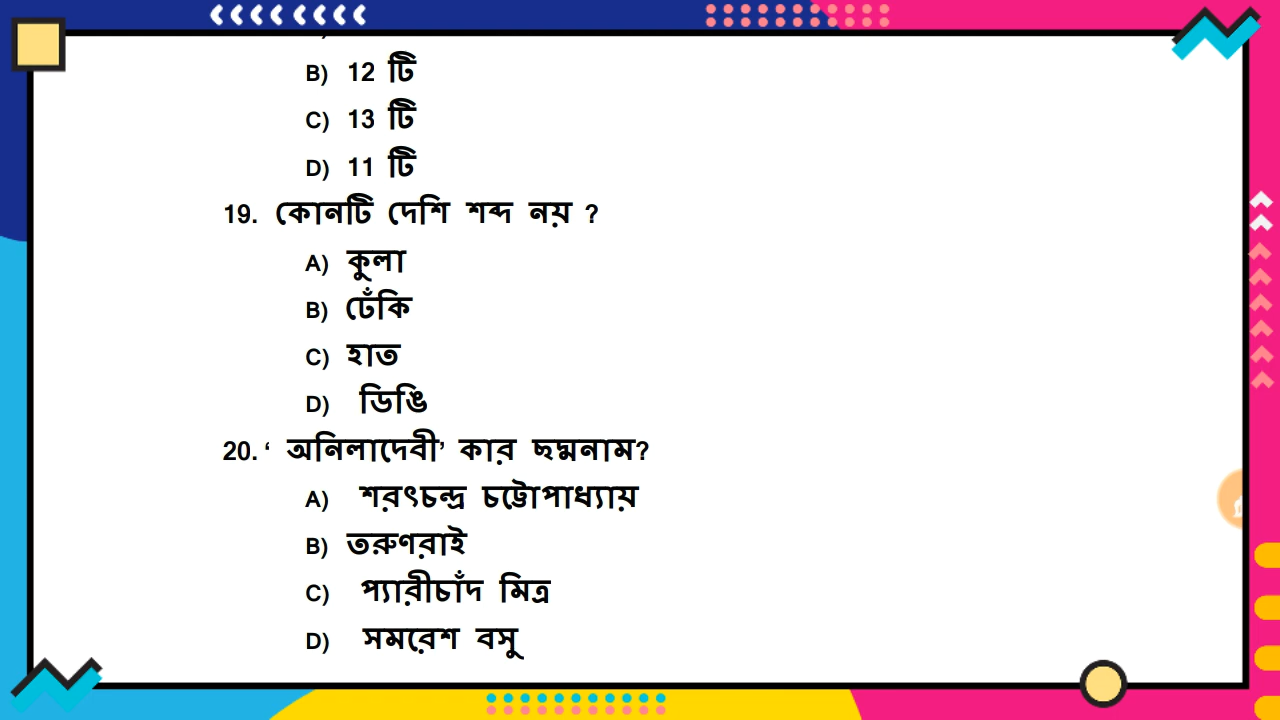 B) 12 টি
C) 13 টি
D) 11 টি
19. কোনটি দেশি শব্দ নয় ?
A) কুলা
B) ঢেঁকি
C) হাত
D) ডিঙি
20. ‘ অনিলাদেবী’ কার ছদ্মনাম?
A) শরৎচন্দ্র চট্টোপাধ্যায়
B) তরুণরাই
C) প্যারীচাঁদ মিত্র
D) সমরেশ বসু